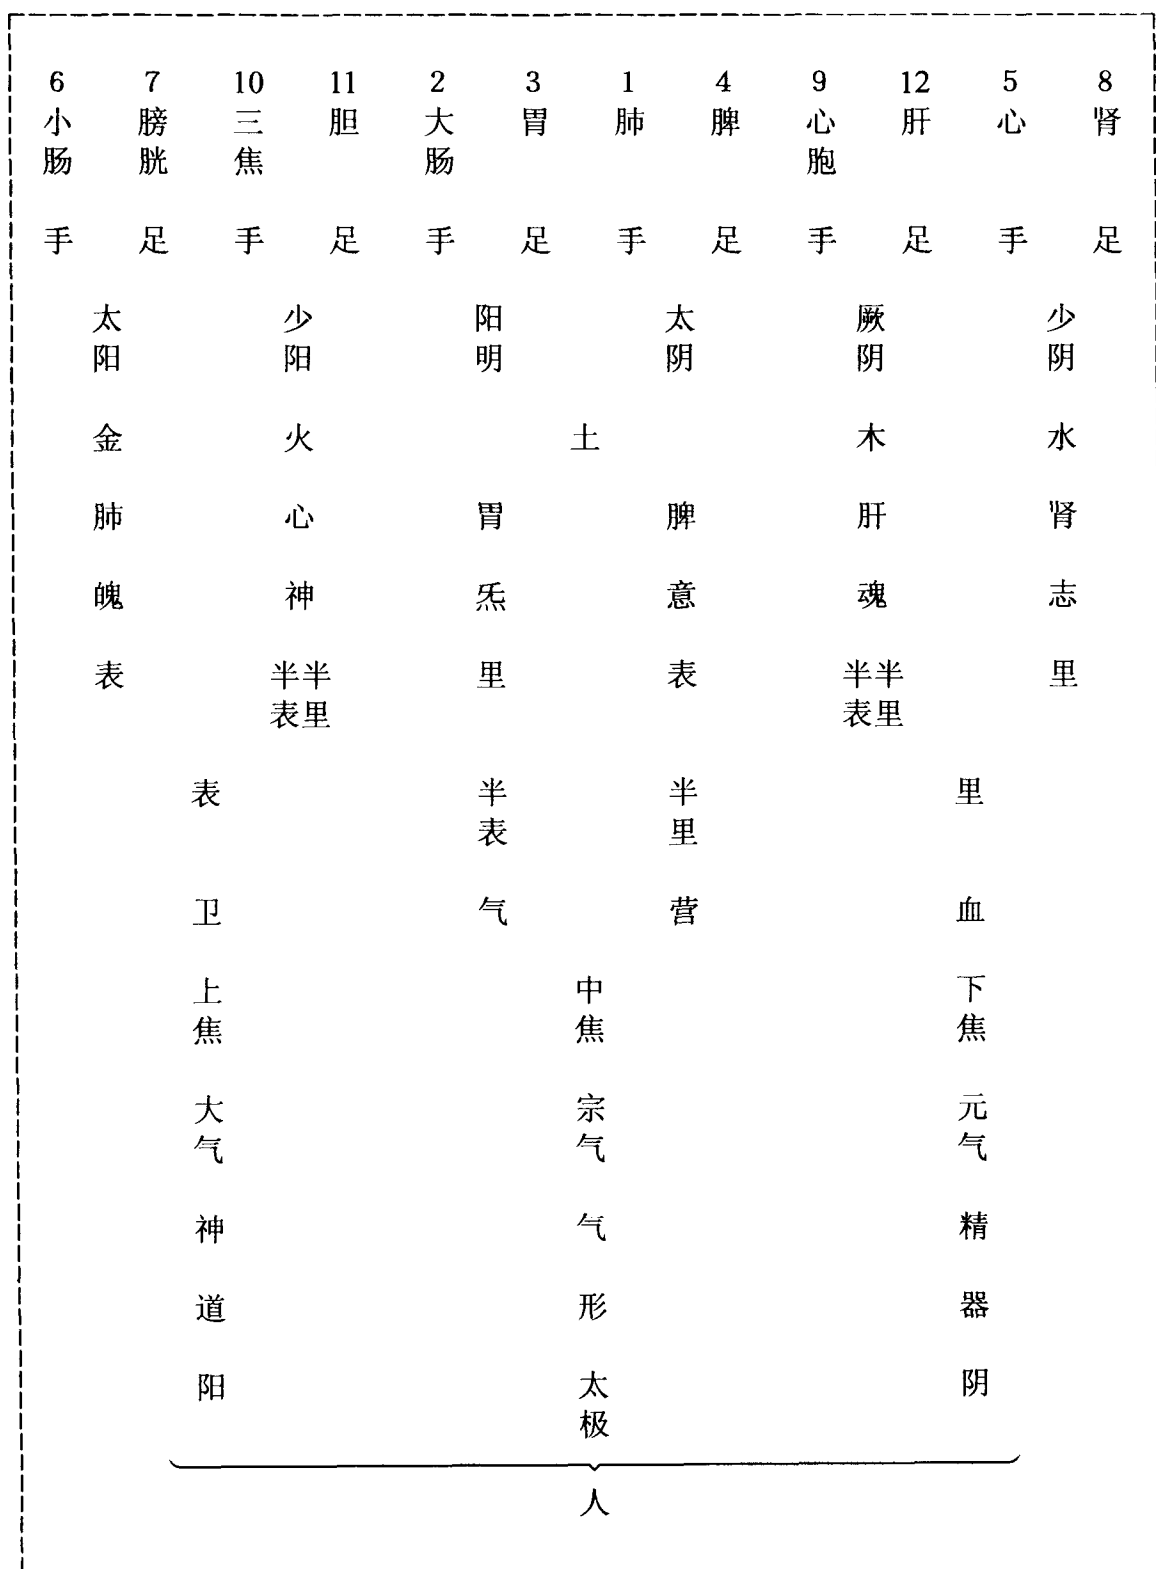 6 7 10 11 2 3 1 4 9 12 5 8
小肠 膀胱 三焦 胆 大肠 胃 肺 脾 心胞 肝 心 肾
手 足 手 足 手 足 手 足 手 足 手 足
太阳 少阳 阳明 太阴 厥阴 少阴
金 火 土 木 水
肺 心 胃 脾 肝 肾
魄 神 炁 意 魂 志
表 半表半里 里 表 半表半里 里
表 半表 半里 里
卫 气 营 血
上焦 中焦 下焦
大气 宗气 元气
神 气 精
道 形 器
阳 太极 阴
人